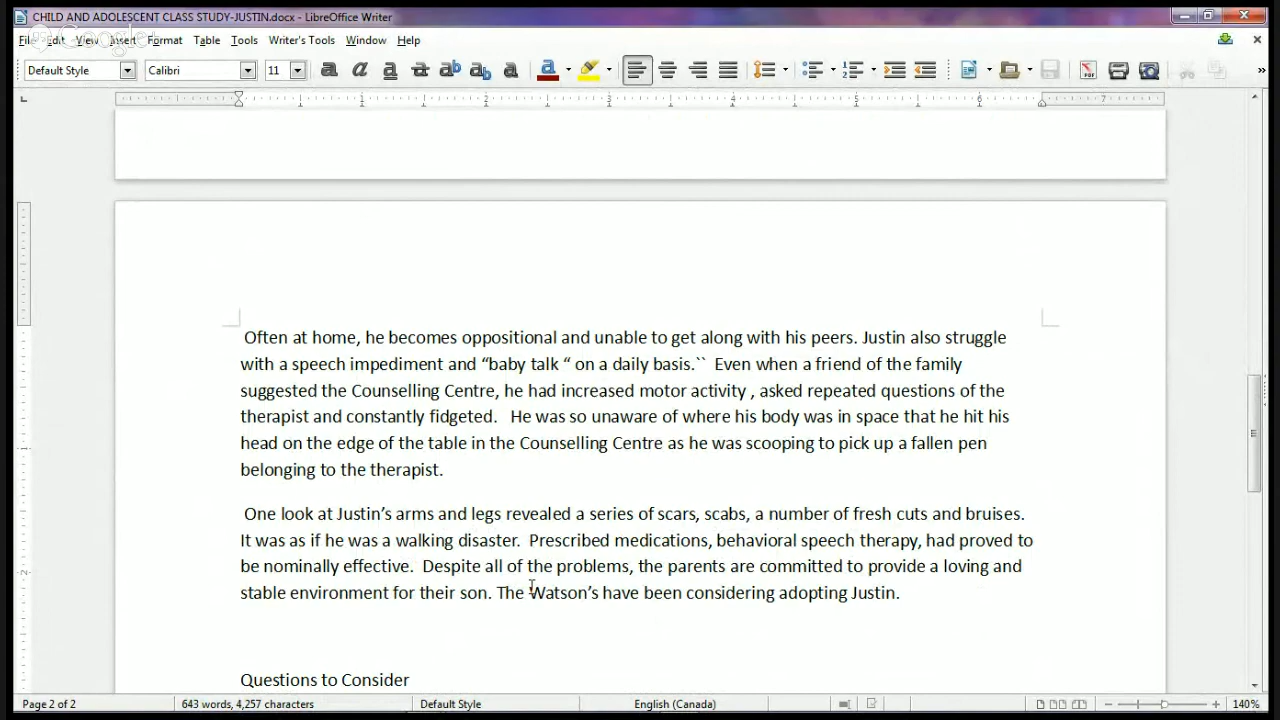 CHILD AND ADOLESCENT CLASS STUDY-JUSTIN.docx - LibreOffice Writer
Google+
File Edit View Insert Format Table Tools Writer's Tools Window Help
Default Style Calibri 11
1 1 2 3 4 5 6 7
Often at home, he becomes oppositional and unable to get along with his peers. Justin also struggle
with a speech impediment and “baby talk “ on a daily basis.`` Even when a friend of the family
suggested the Counselling Centre, he had increased motor activity , asked repeated questions of the
therapist and constantly fidgeted. He was so unaware of where his body was in space that he hit his
head on the edge of the table in the Counselling Centre as he was scooping to pick up a fallen pen
belonging to the therapist.
One look at Justin’s arms and legs revealed a series of scars, scabs, a number of fresh cuts and bruises.
It was as if he was a walking disaster. Prescribed medications, behavioral speech therapy, had proved to
be nominally effective. Despite all of the problems, the parents are committed to provide a loving and
stable environment for their son. The Watson’s have been considering adopting Justin.
Questions to Consider
Page 2 of 2 643 words, 4,257 characters Default Style English (Canada) 140%